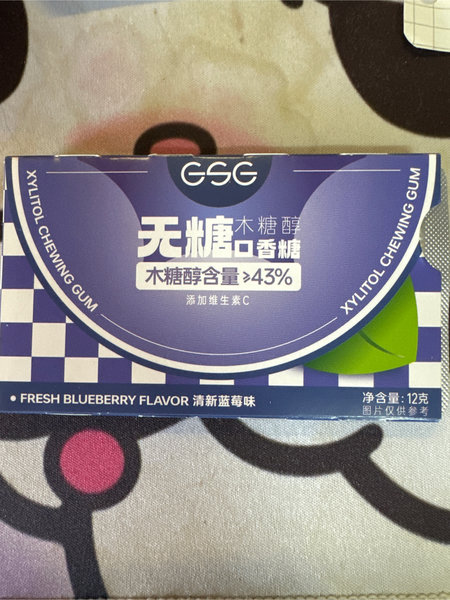 GSG
XYLITOL CHEWING GUM
无糖
木糖醇
口香糖
XYLITOL CHEWING GUM
木糖醇含量≥43%
添加维生素C
• FRESH BLUEBERRY FLAVOR 清新蓝莓味
净含量: 12克
图片仅供参考